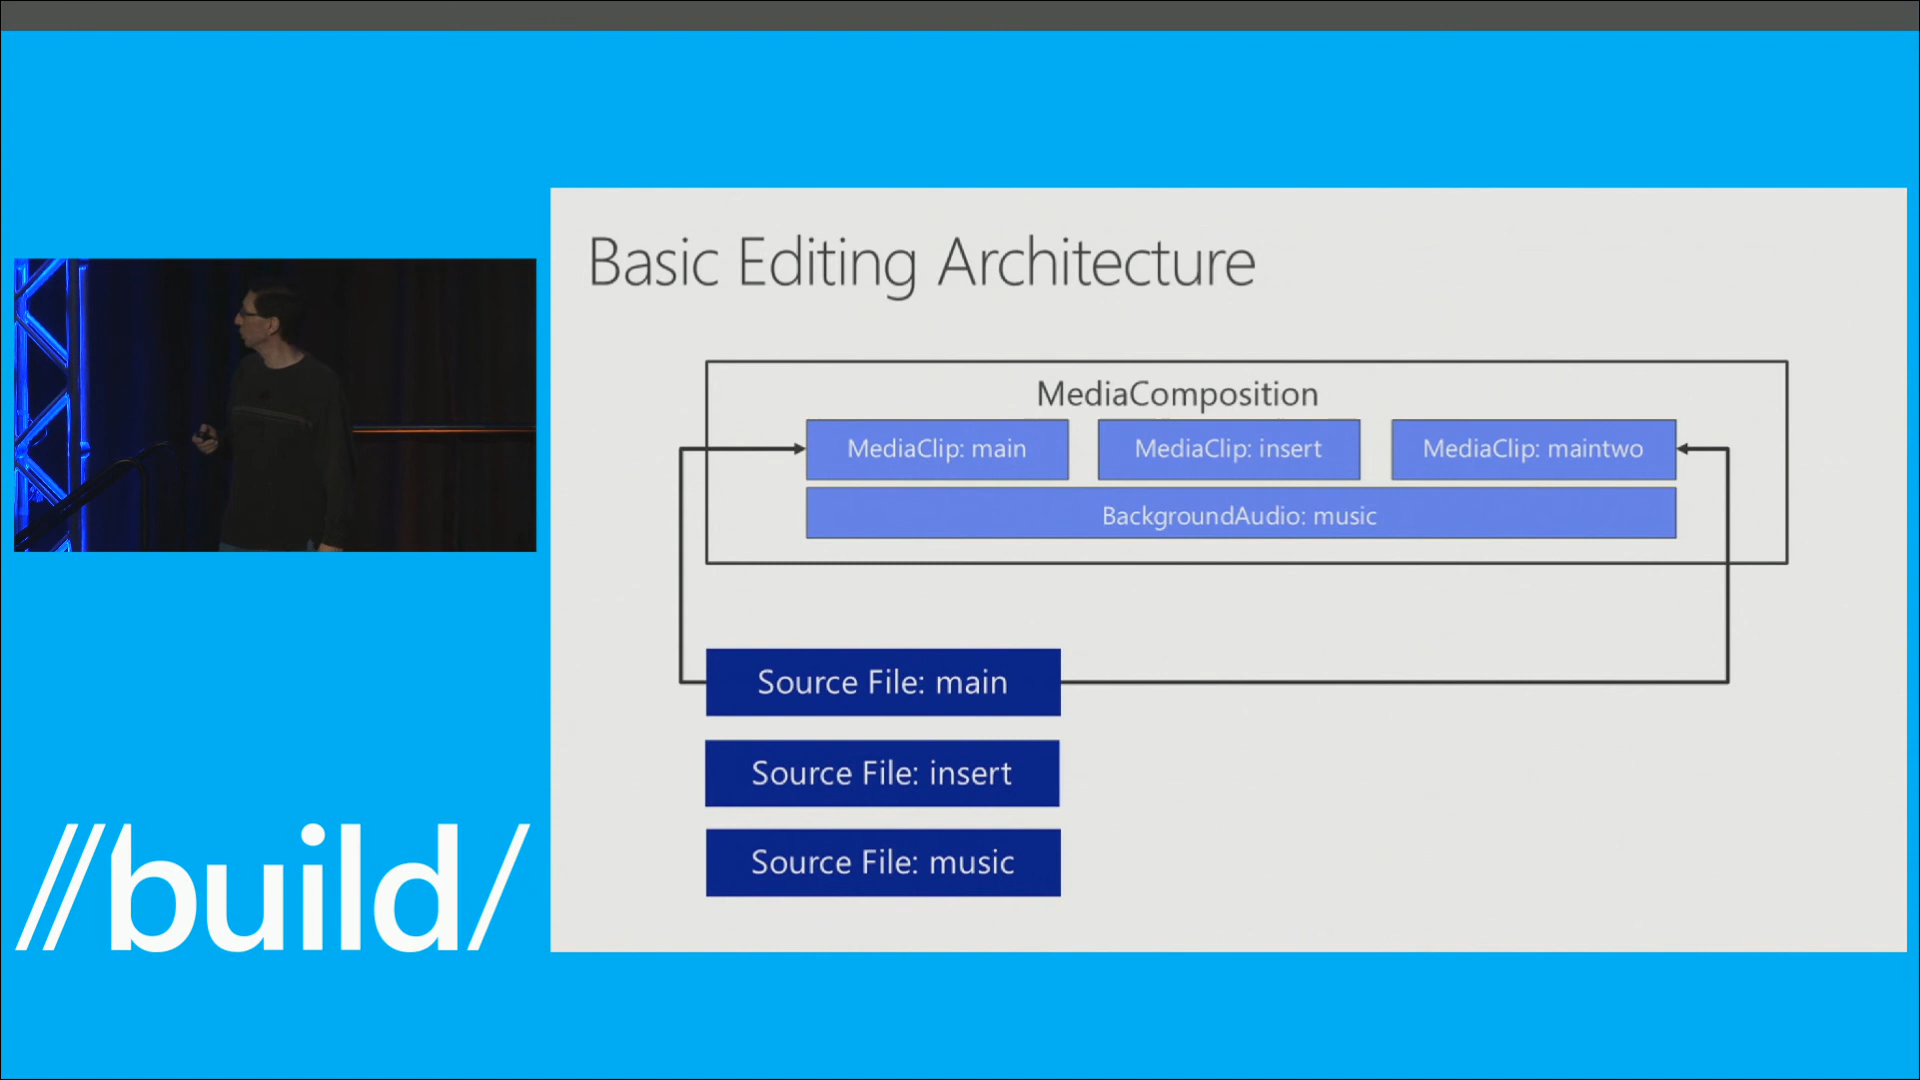 Basic Editing Architecture
MediaComposition
MediaClip: main
MediaClip: insert
MediaClip: maintwo
BackgroundAudio: music
Source File: main
Source File: insert
Source File: music
//build/